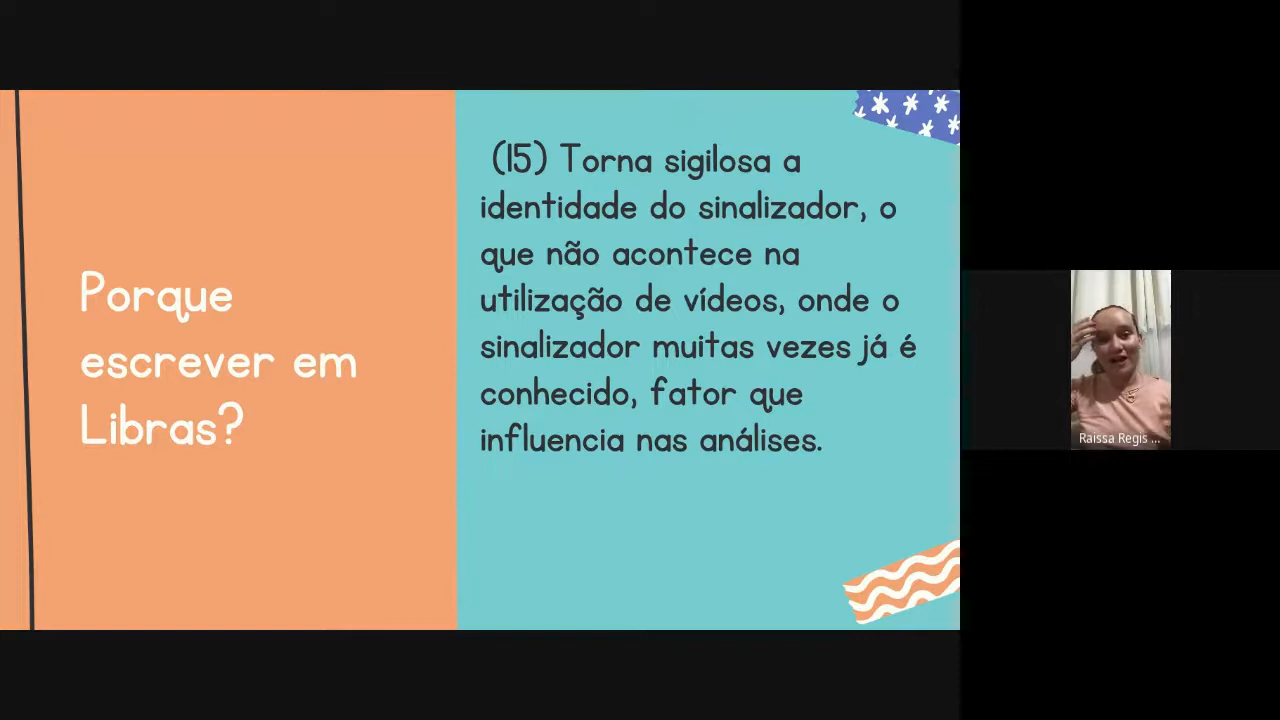 Porque
escrever em
Libras?
(15) Torna sigilosa a
identidade do sinalizador, o
que não acontece na
utilização de vídeos, onde o
sinalizador muitas vezes já é
conhecido, fator que
influencia nas análises.
Raissa Regis ...